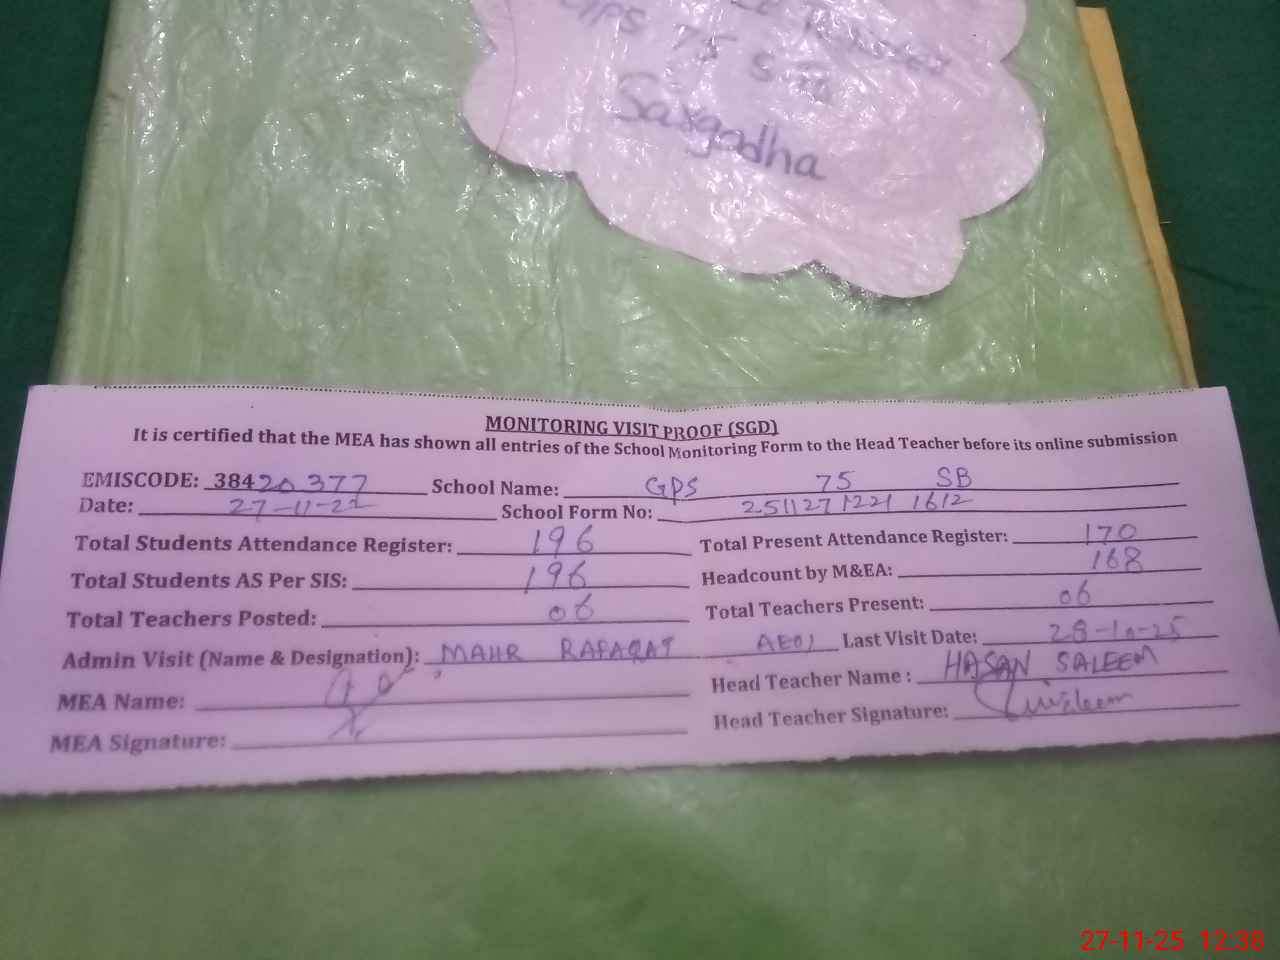 GPS 75 SB
Sargodha
MONITORING VISIT PROOF (SGD)
It is certified that the MEA has shown all entries of the School Monitoring Form to the Head Teacher before its online submission
EMISCODE: 38420377 School Name: GPS 75 SB
Date: 27-11-22 School Form No: 251127 1221 1612
Total Students Attendance Register: 196 Total Present Attendance Register: 170
Total Students AS Per SIS: 196 Headcount by M&EA: 168
Total Teachers Posted: 06 Total Teachers Present: 06
Admin Visit (Name & Designation): MAHR RAFAQAT AEO, Last Visit Date: 28-10-25
MEA Name: Head Teacher Name : HASAN SALEEM
MEA Signature: Head Teacher Signature:
27-11-25 12:38